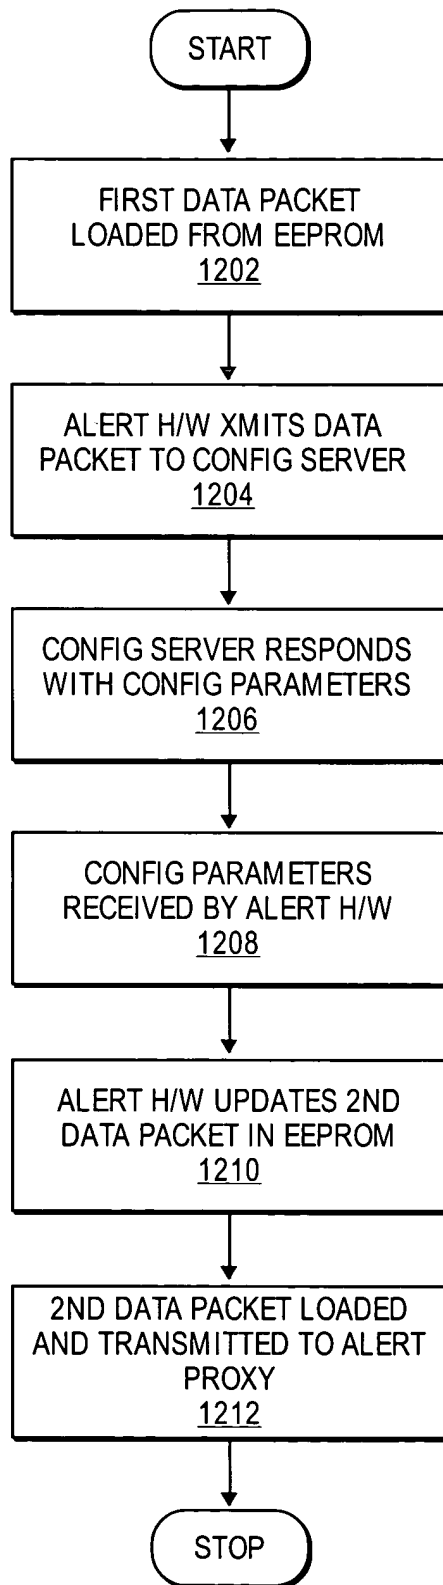 START
FIRST DATA PACKET
LOADED FROM EEPROM
1202
ALERT H/W XMITS DATA
PACKET TO CONFIG SERVER
1204
CONFIG SERVER RESPONDS
WITH CONFIG PARAMETERS
1206
CONFIG PARAMETERS
RECEIVED BY ALERT H/W
1208
ALERT H/W UPDATES 2ND
DATA PACKET IN EEPROM
1210
2ND DATA PACKET LOADED
AND TRANSMITTED TO ALERT
PROXY
1212
STOP